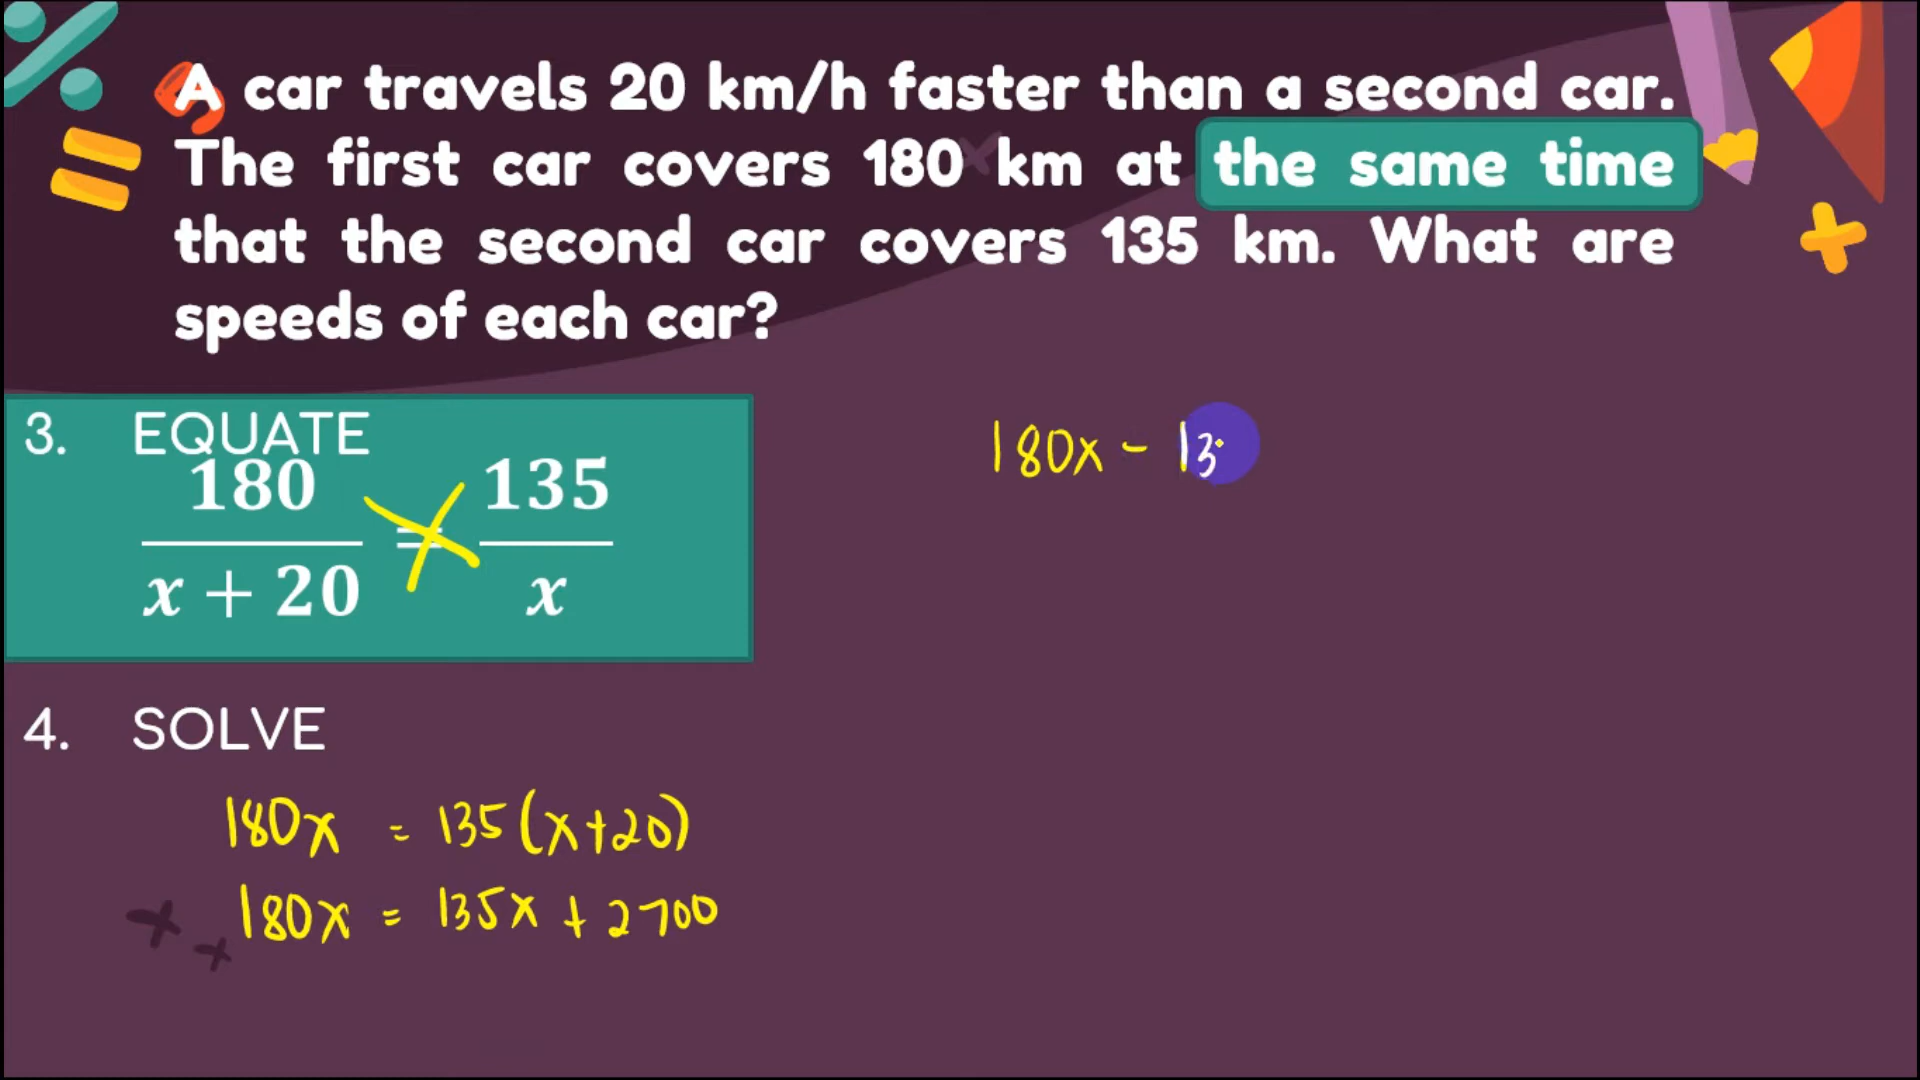 A car travels 20 km/h faster than a second car.
The first car covers 180 km at the same time
that the second car covers 135 km. What are
speeds of each car?
3. EQUATE
180 = 135
x + 20 x
180x - 13
4. SOLVE
180x = 135(x+20)
180x = 135x + 2700